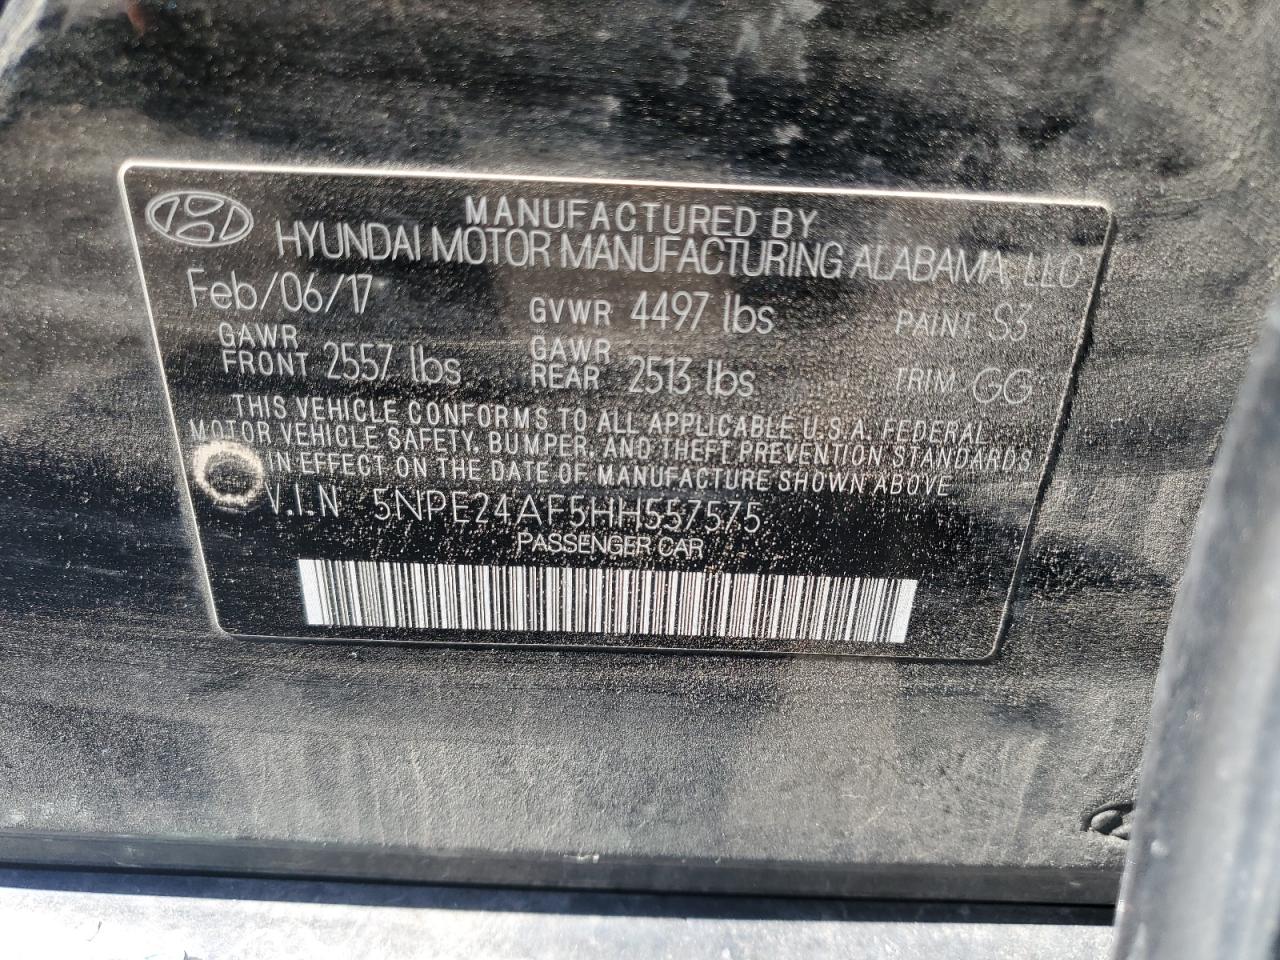 MANUFACTURED BY
HYUNDAI MOTOR MANUFACTURING ALABAMA, LLC
Feb/06/17 GVWR 4497 lbs PAINT S3
GAWR FRONT 2557 lbs GAWR REAR 2513 lbs TRIM GG
THIS VEHICLE CONFORMS TO ALL APPLICABLE U.S.A. FEDERAL
MOTOR VEHICLE SAFETY, BUMPER, AND THEFT PREVENTION STANDARDS
IN EFFECT ON THE DATE OF MANUFACTURE SHOWN ABOVE
V.I.N 5NPE24AF5HH557575
PASSENGER CAR